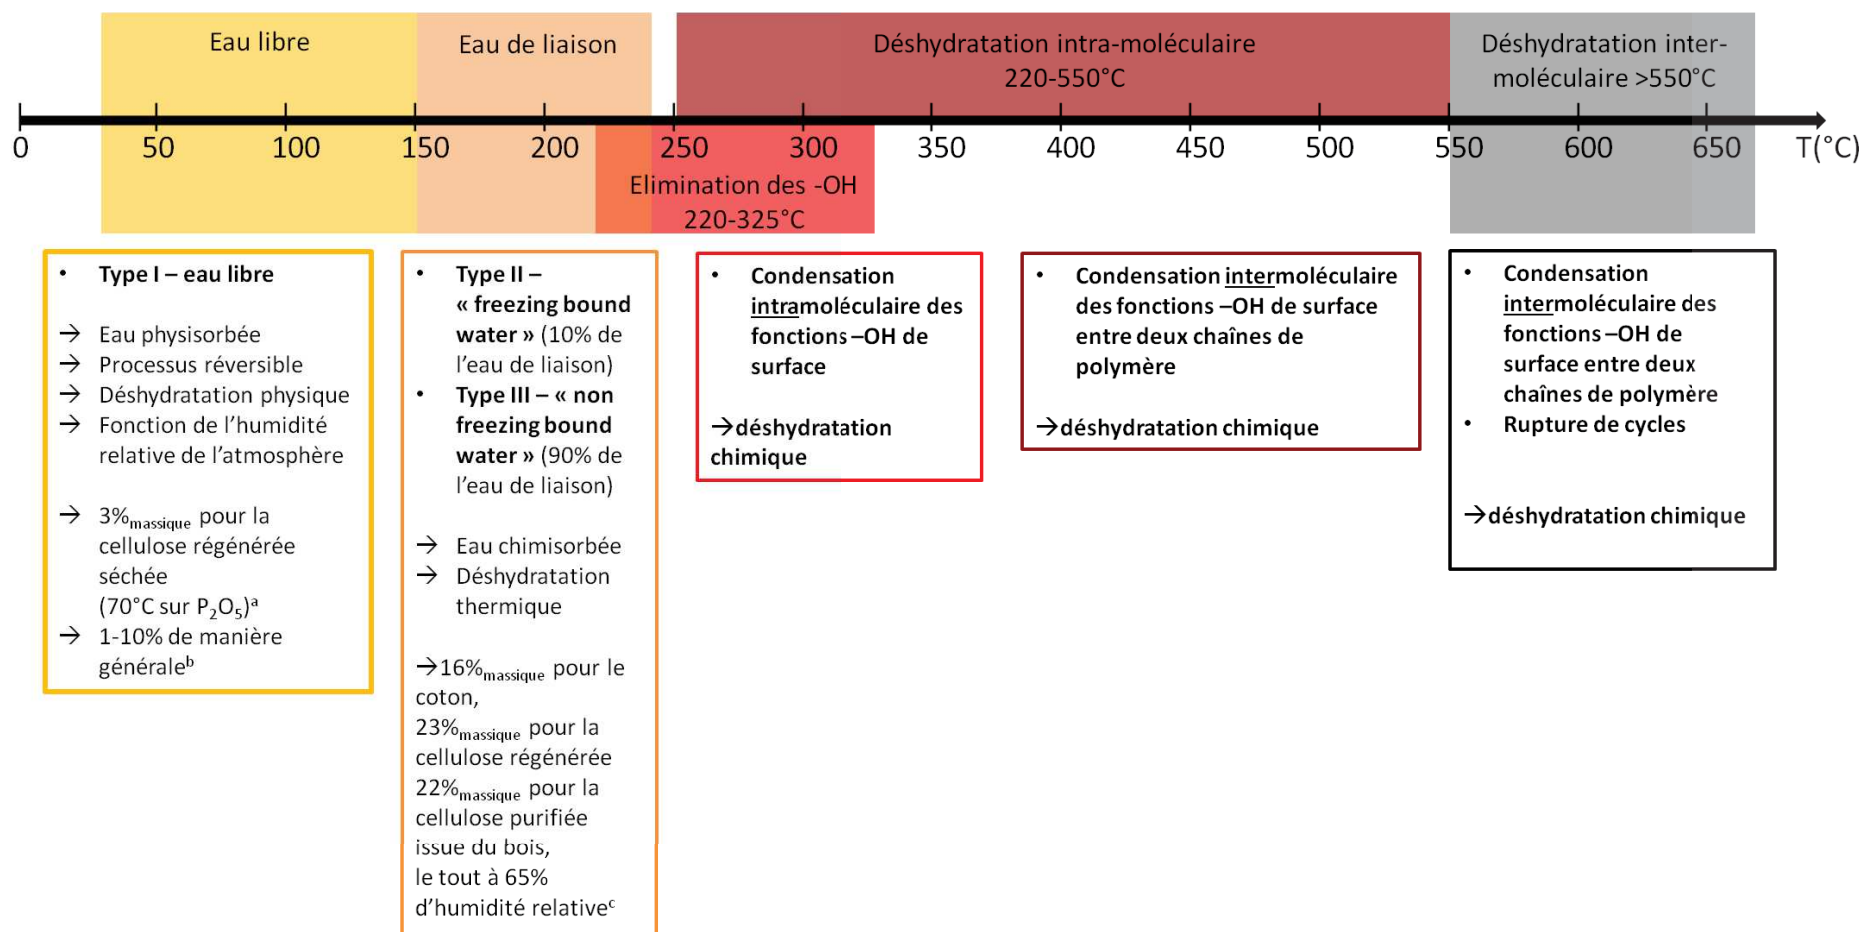 Eau libre
Eau de liaison
Déshydratation intra-moléculaire
220-550°C
Déshydratation inter-
moléculaire >550°C
0 50 100 150 200 250 300 350 400 450 500 550 600 650 T(°C)
Elimination des -OH
220-325°C
• Type I – eau libre
→ Eau physisorbée
→ Processus réversible
→ Déshydratation physique
→ Fonction de l’humidité
relative de l’atmosphère
→ 3%massique pour la
cellulose régénérée
séchée
(70°C sur P₂O₅)ᵃ
→ 1-10% de manière
généraleᵇ
• Type II –
« freezing bound
water » (10% de
l’eau de liaison)
• Type III – « non
freezing bound
water » (90% de
l’eau de liaison)
→ Eau chimisorbée
→ Déshydratation
thermique
→16%massique pour le
coton,
23%massique pour la
cellulose régénérée
22%massique pour la
cellulose purifiée
issue du bois,
le tout à 65%
d’humidité relativeᶜ
• Condensation
intramoléculaire des
fonctions –OH de
surface
→déshydratation
chimique
• Condensation intermoléculaire
des fonctions –OH de surface
entre deux chaînes de
polymère
→déshydratation chimique
• Condensation
intermoléculaire des
fonctions –OH de
surface entre deux
chaînes de polymère
• Rupture de cycles
→déshydratation chimique